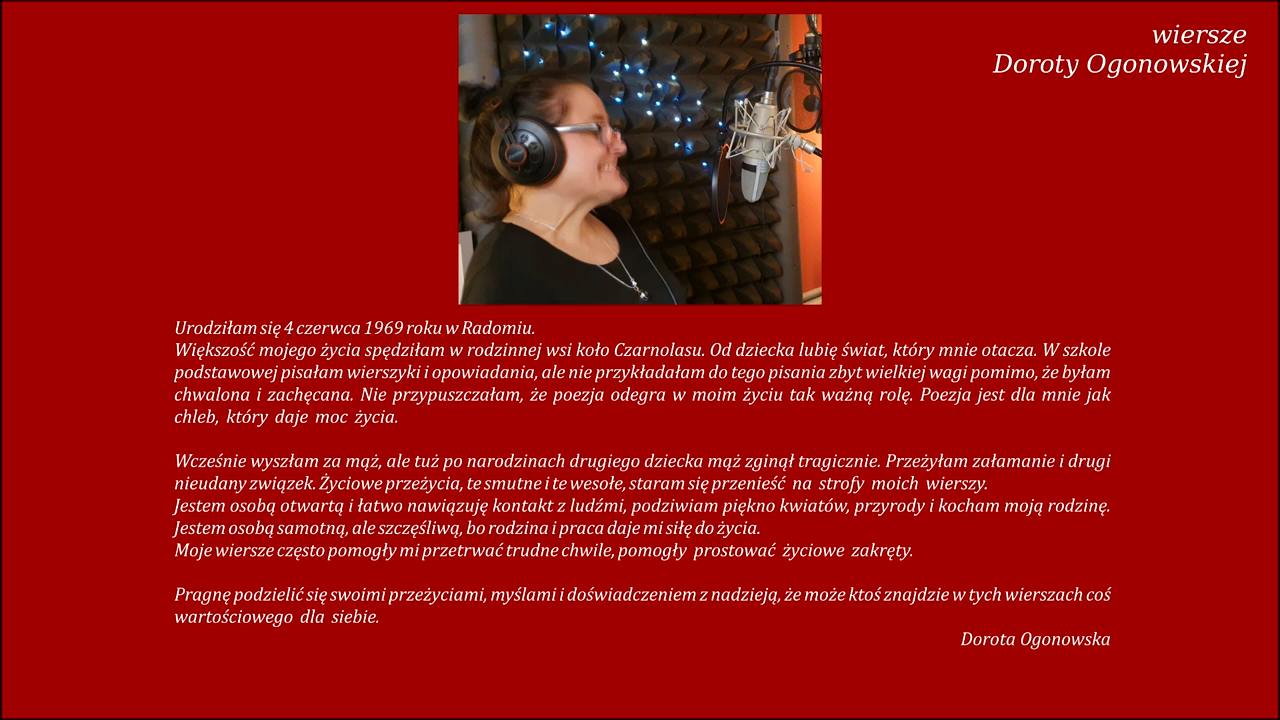 wiersze
Doroty Ogonowskiej
Urodziłam się 4 czerwca 1969 roku w Radomiu.
Większość mojego życia spędziłam w rodzinnej wsi koło Czarnolasu. Od dziecka lubię świat, który mnie otacza. W szkole
podstawowej pisałam wierszyki i opowiadania, ale nie przykładałam do tego pisania zbyt wielkiej wagi pomimo, że byłam
chwalona i zachęcana. Nie przypuszczałam, że poezja odegra w moim życiu tak ważną rolę. Poezja jest dla mnie jak
chleb, który daje moc życia.
Wcześnie wyszłam za mąż, ale tuż po narodzinach drugiego dziecka mąż zginął tragicznie. Przeżyłam załamanie i drugi
nieudany związek. Życiowe przeżycia, te smutne i te wesołe, staram się przenieść na strofy moich wierszy.
Jestem osobą otwartą i łatwo nawiązuję kontakt z ludźmi, podziwiam piękno kwiatów, przyrody i kocham moją rodzinę.
Jestem osobą samotną, ale szczęśliwą, bo rodzina i praca daje mi siłę do życia.
Moje wiersze często pomogły mi przetrwać trudne chwile, pomogły prostować życiowe zakręty.
Pragnę podzielić się swoimi przeżyciami, myślami i doświadczeniem z nadzieją, że może ktoś znajdzie w tych wierszach coś
wartościowego dla siebie.
Dorota Ogonowska